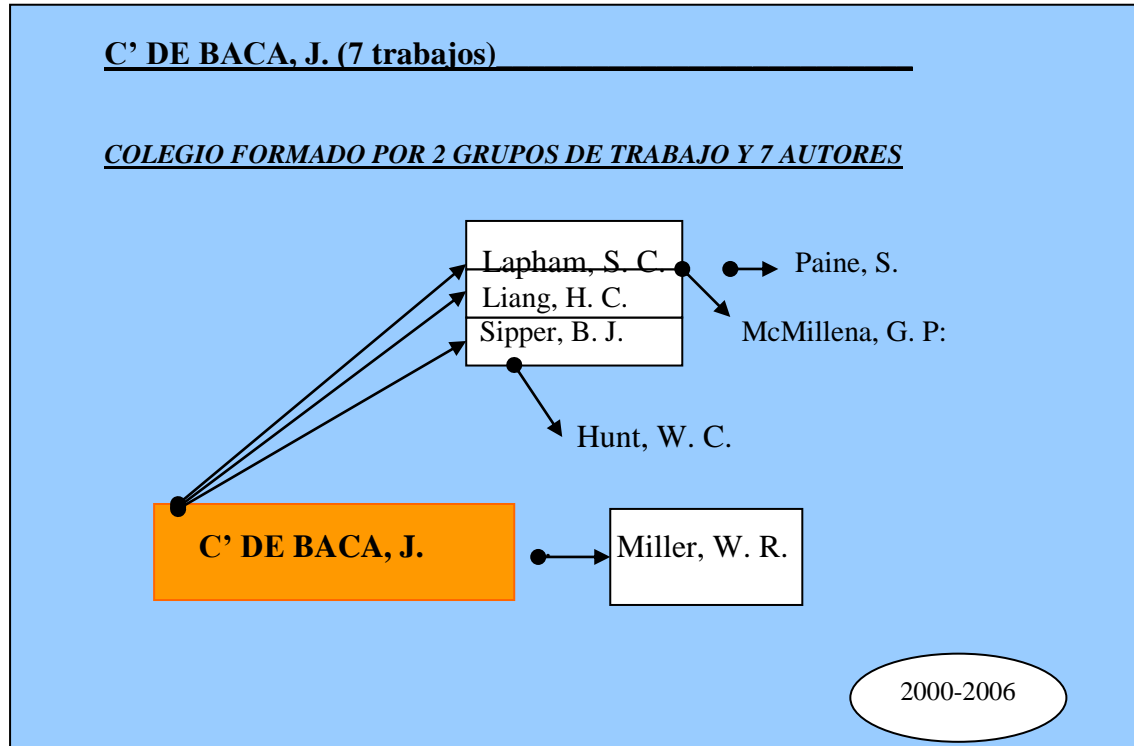 C’ DE BACA, J. (7 trabajos)
COLEGIO FORMADO POR 2 GRUPOS DE TRABAJO Y 7 AUTORES
Lapham, S. C.
Paine, S.
Liang, H. C.
Sipper, B. J.
McMillena, G. P:
Hunt, W. C.
C’ DE BACA, J.
Miller, W. R.
2000-2006